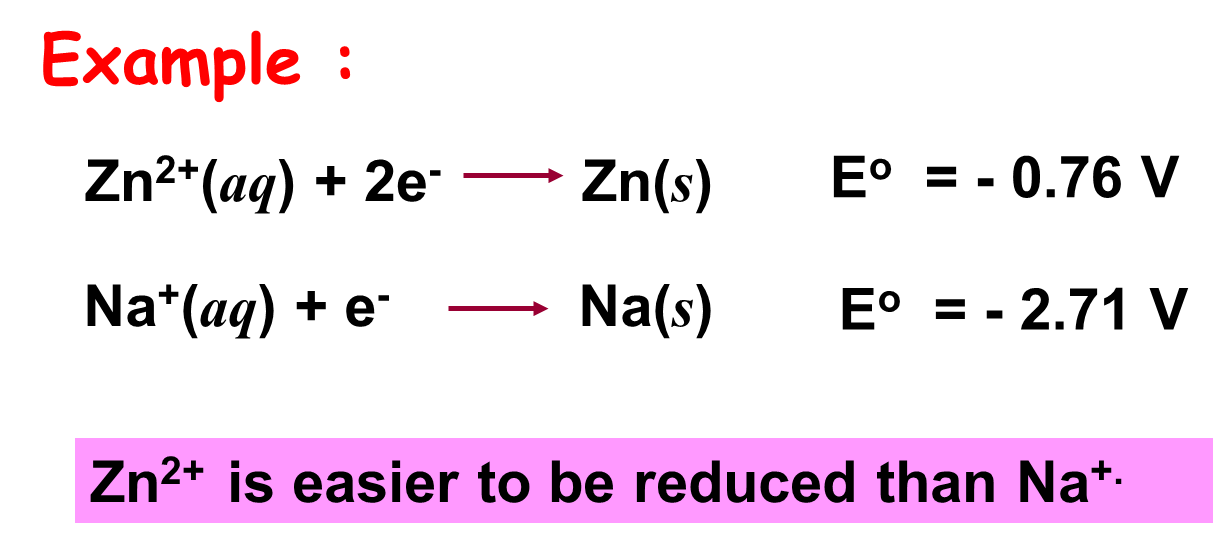 Example :
Zn²⁺(aq) + 2e⁻ ⟶ Zn(s) Eº = - 0.76 V
Na⁺(aq) + e⁻ ⟶ Na(s) Eº = - 2.71 V
Zn²⁺ is easier to be reduced than Na⁺.